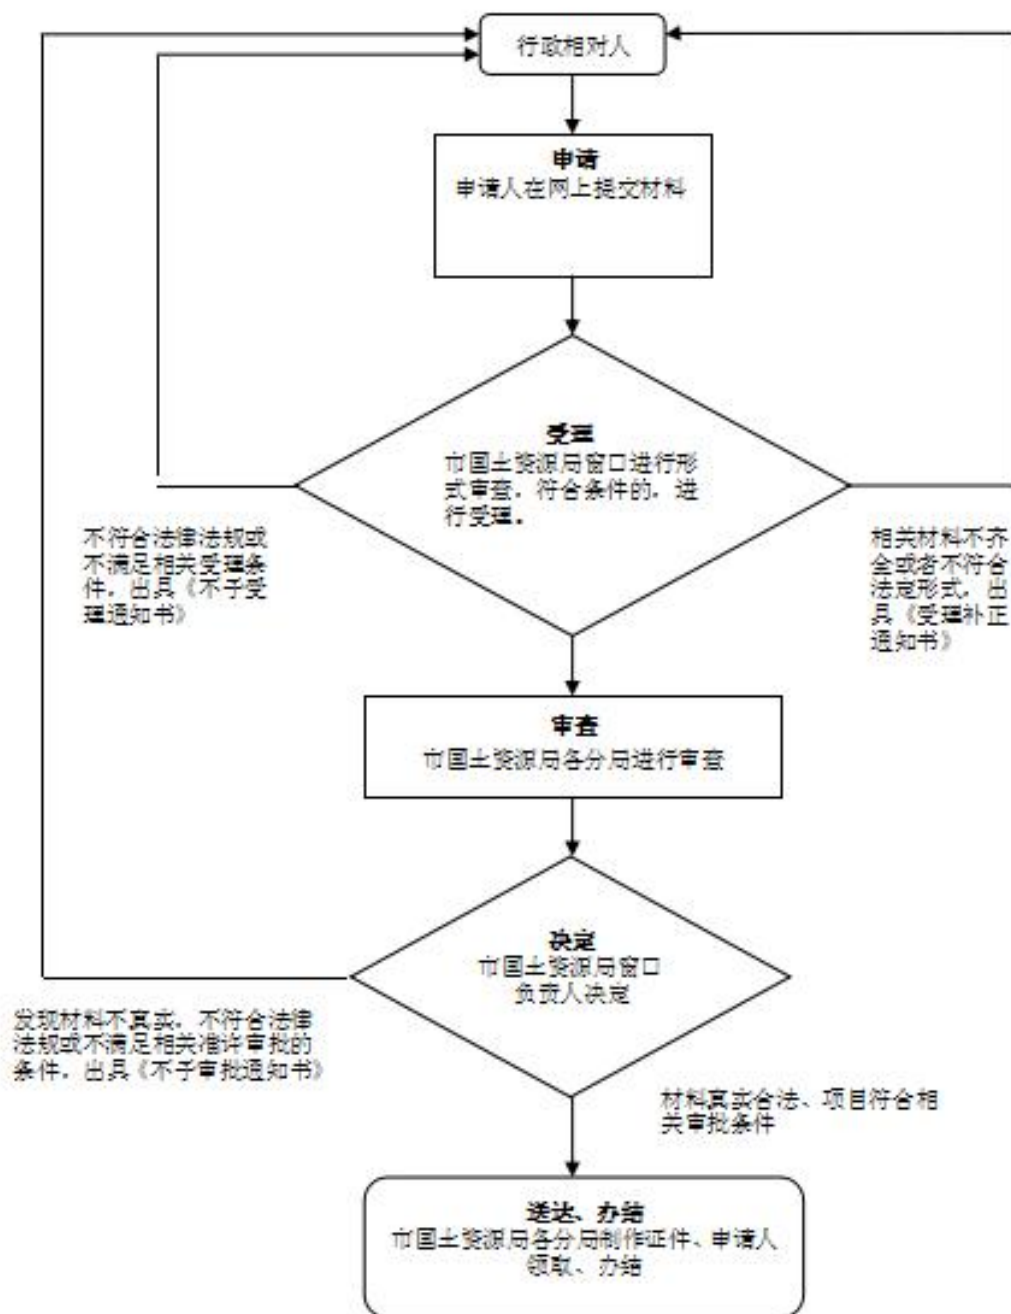 行政相对人
申请
申请人在网上提交材料
受理
市国土资源局窗口进行形
式审查，符合条件的，进
行受理。
不符合法律法规或
不满足相关受理条
件，出具《不予受
理通知书》
相关材料不齐
全或者不符合
法定形式，出
具《受理补正
通知书》
审查
市国土资源局各分局进行审查
决定
市国土资源局窗口
负责人决定
发现材料不真实，不符合法律
法规或不满足相关准许审批的
条件，出具《不予审批通知书》
材料真实合法、项目符合相
关审批条件
送达、办结
市国土资源局各分局制作证件、申请人
领取、办结